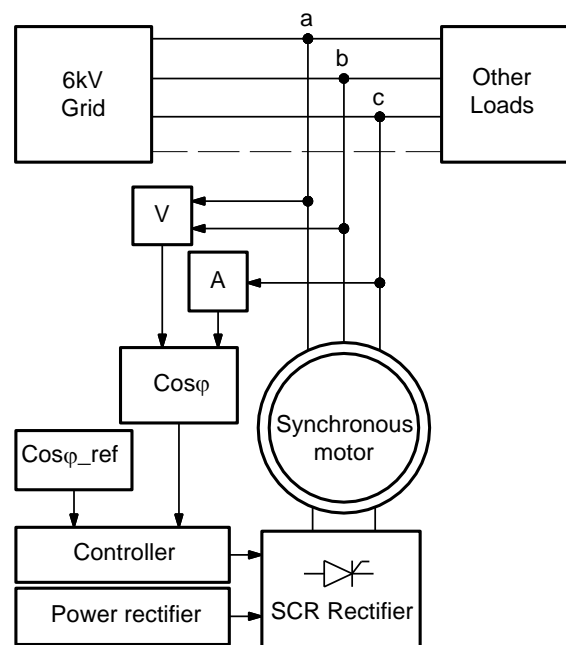 a
6kV
Grid
b
c
Other
Loads
V
A
Cosφ
Synchronous
motor
Cosφ_ref
Controller
Power rectifier
SCR Rectifier